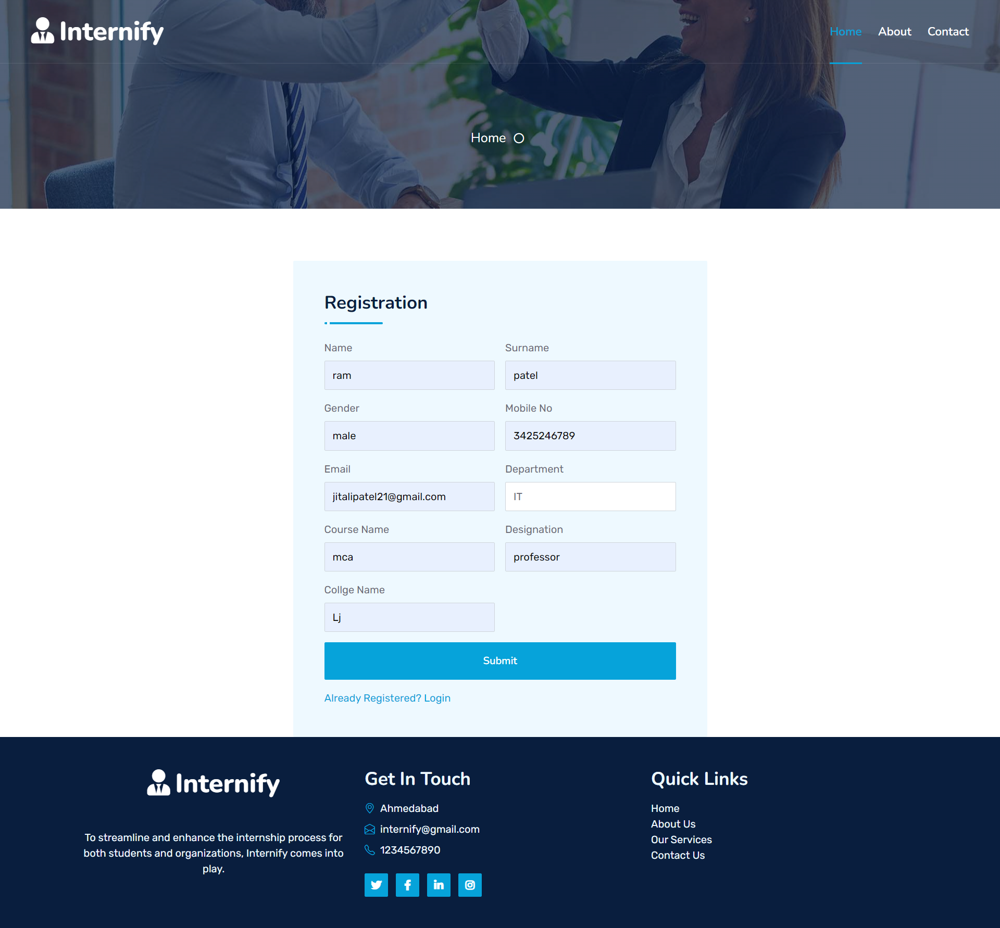 Internify
Home About Contact
Home
Registration
Name Surname
ram patel
Gender Mobile No
male 3425246789
Email Department
jitalipatel21@gmail.com IT
Course Name Designation
mca professor
Collge Name
Lj
Submit
Already Registered? Login
Internify
To streamline and enhance the internship process for
both students and organizations, Internify comes into
play.
Get In Touch
Ahmedabad
internify@gmail.com
1234567890
Quick Links
Home
About Us
Our Services
Contact Us